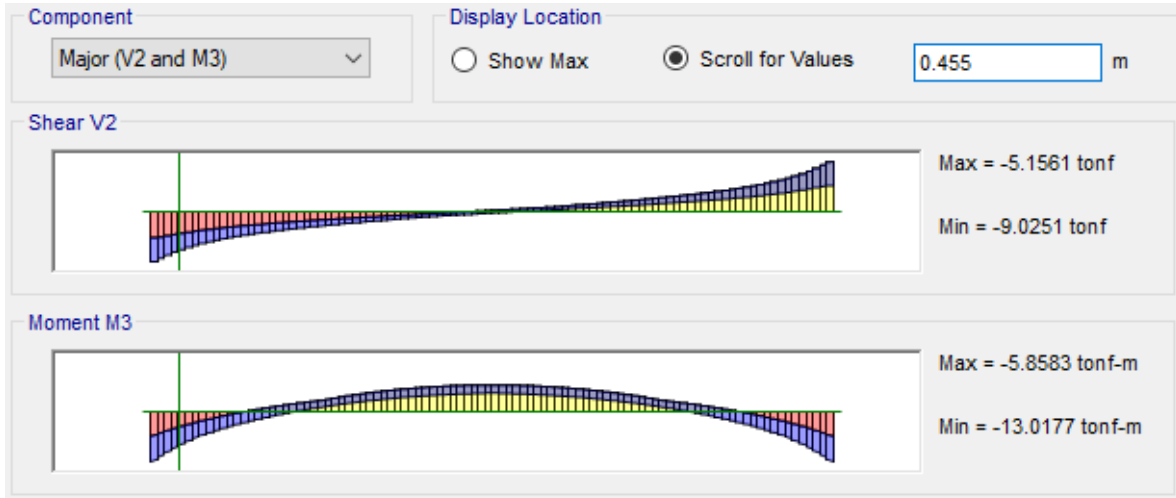 Component
Major (V2 and M3)
Display Location
Show Max
Scroll for Values
0.455
m
Shear V2
Max = -5.1561 tonf
Min = -9.0251 tonf
Moment M3
Max = -5.8583 tonf-m
Min = -13.0177 tonf-m